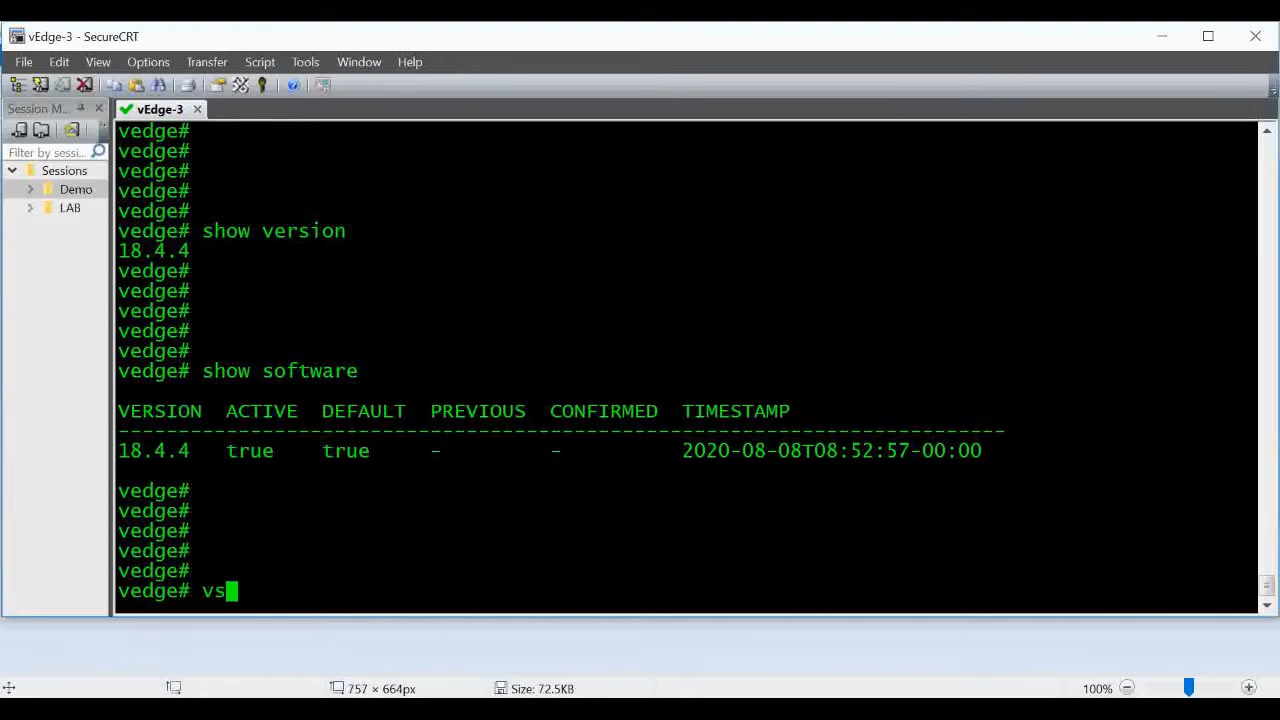 vEdge-3 - SecureCRT
File Edit View Options Transfer Script Tools Window Help
Session M...
vEdge-3
Filter by sessi...
Sessions
Demo
LAB
vedge#
vedge#
vedge#
vedge#
vedge#
vedge# show version
18.4.4
vedge#
vedge#
vedge#
vedge#
vedge#
vedge# show software
VERSION ACTIVE DEFAULT PREVIOUS CONFIRMED TIMESTAMP
--------------------------------------------------------------------------
18.4.4 true true - - 2020-08-08T08:52:57-00:00
vedge#
vedge#
vedge#
vedge#
vedge#
vedge# vs
757 × 664px
Size: 72.5KB
100%